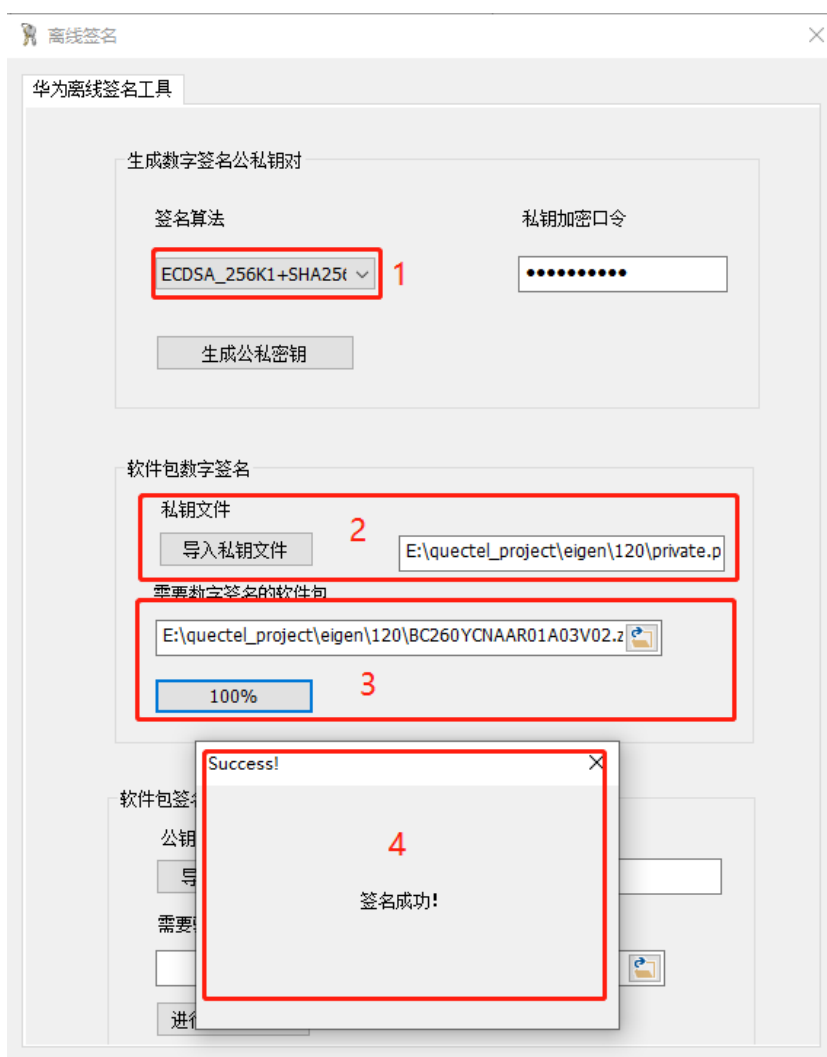 离线签名
华为离线签名工具
生成数字签名公私钥对
签名算法
私钥加密口令
ECDSA_256K1+SHA256
1
••••••••••
生成公私密钥
软件包数字签名
私钥文件
2
导入私钥文件
E:\quectel_project\eigen\120\private.p
需要数字签名的软件包
E:\quectel_project\eigen\120\BC260YCNAAR01A03V02.z
100%
3
Success!
软件包签
公钥
4
导
签名成功!
需要
进行